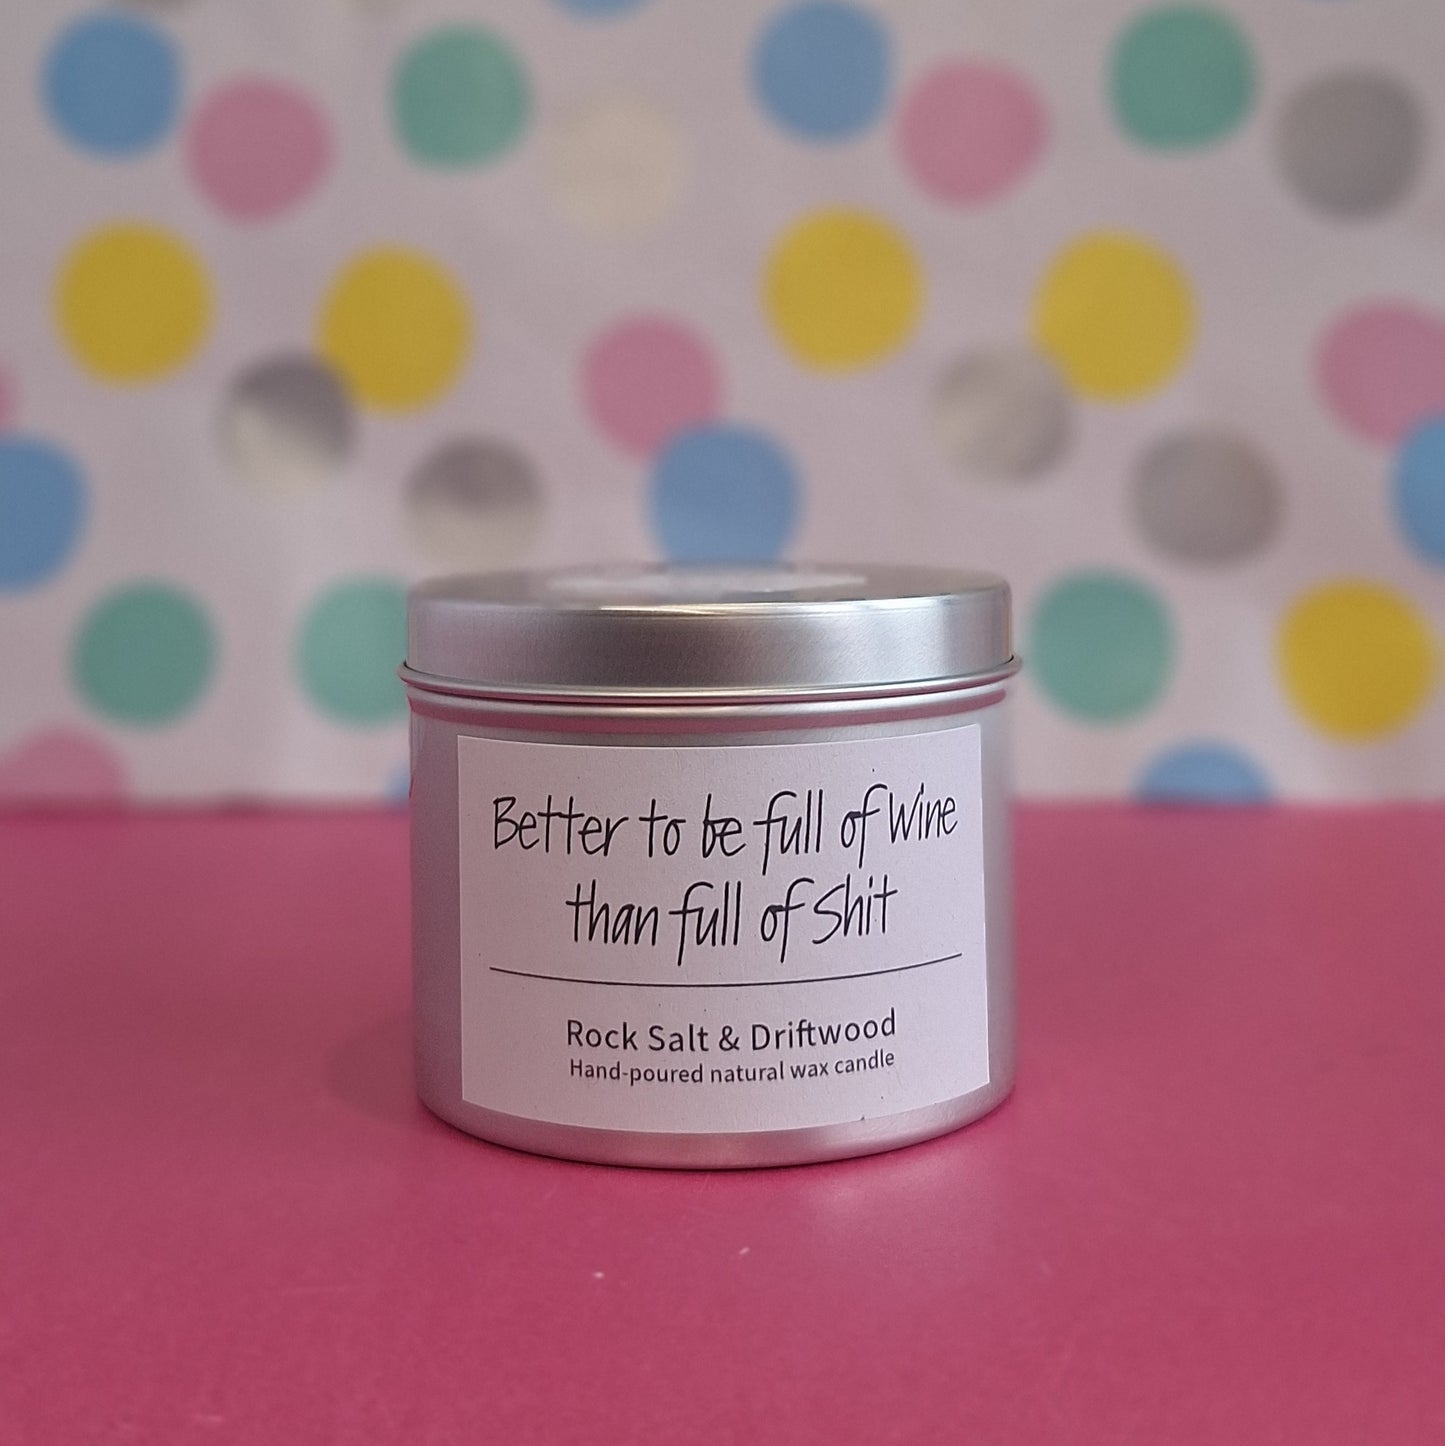 Better to be full of Wine
than full of Shit
Rock Salt & Driftwood
Hand-poured natural wax candle